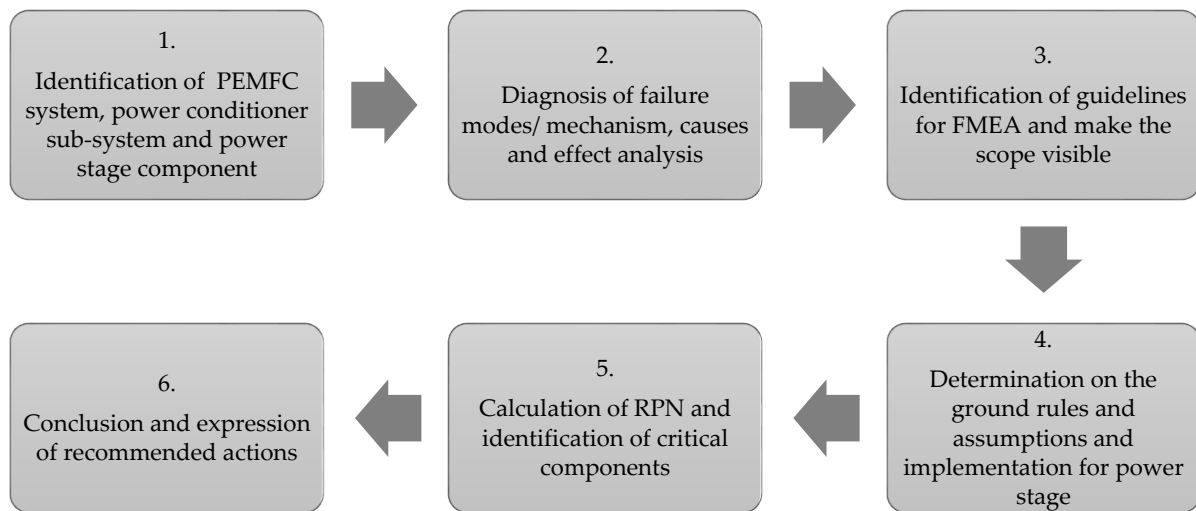 1.
Identification of PEMFC
system, power conditioner
sub-system and power
stage component
2.
Diagnosis of failure
modes/ mechanism, causes
and effect analysis
3.
Identification of guidelines
for FMEA and make the
scope visible
4.
Determination on the
ground rules and
assumptions and
implementation for power
stage
5.
Calculation of RPN and
identification of critical
components
6.
Conclusion and expression
of recommended actions